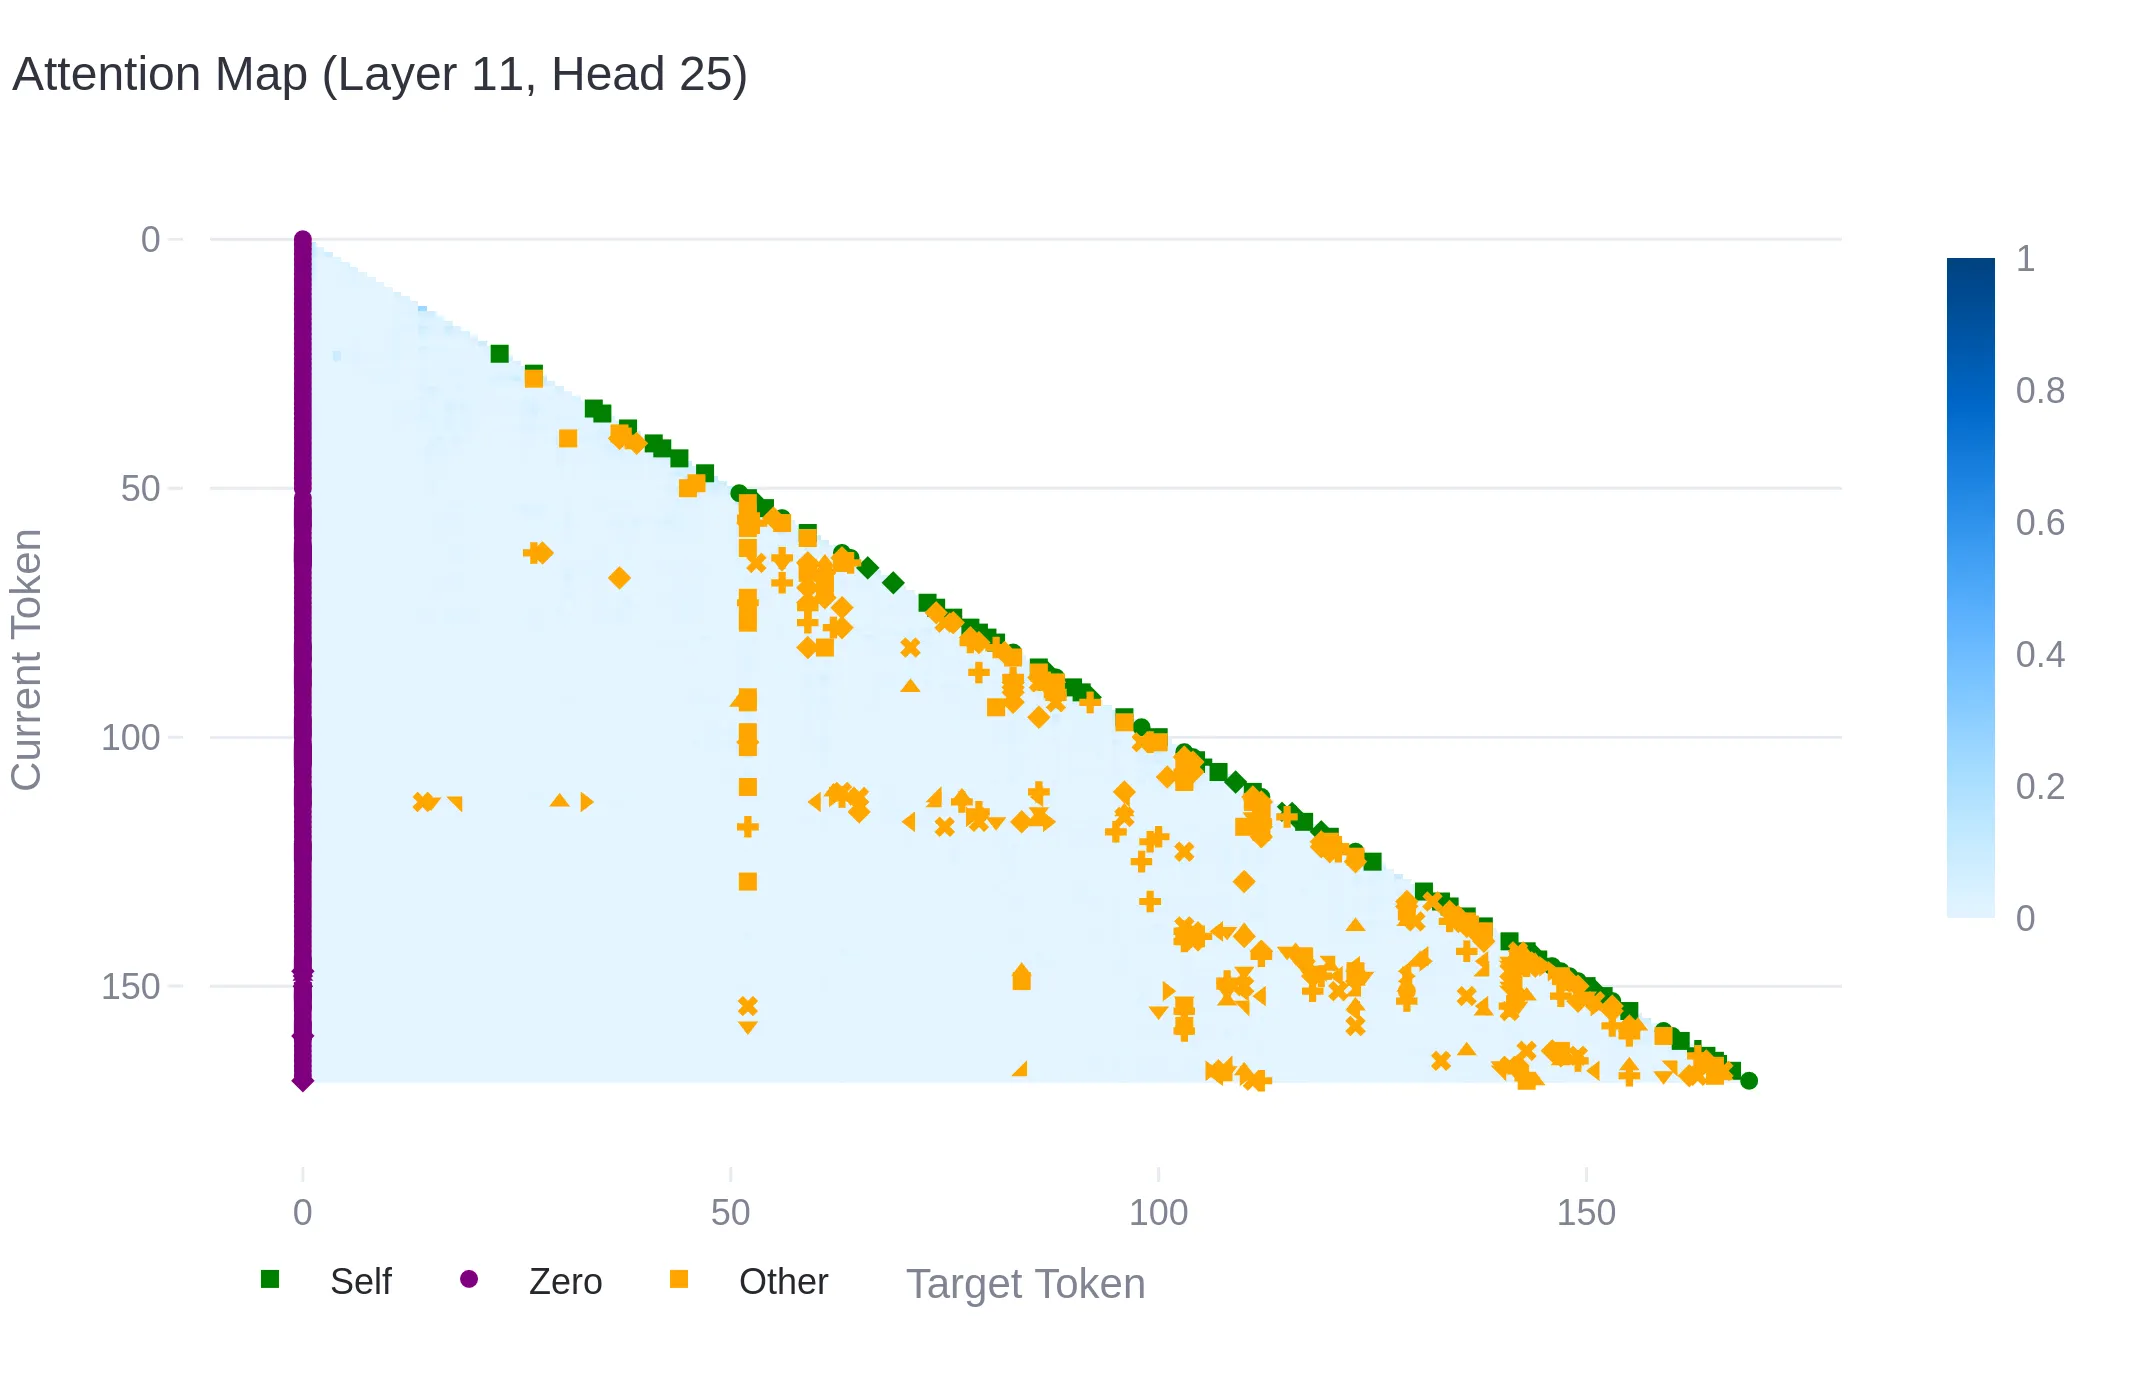 Attention Map (Layer 11, Head 25)
0
50
100
150
Current Token
1
0.8
0.6
0.4
0.2
0
0 50 100 150
Self Zero Other Target Token